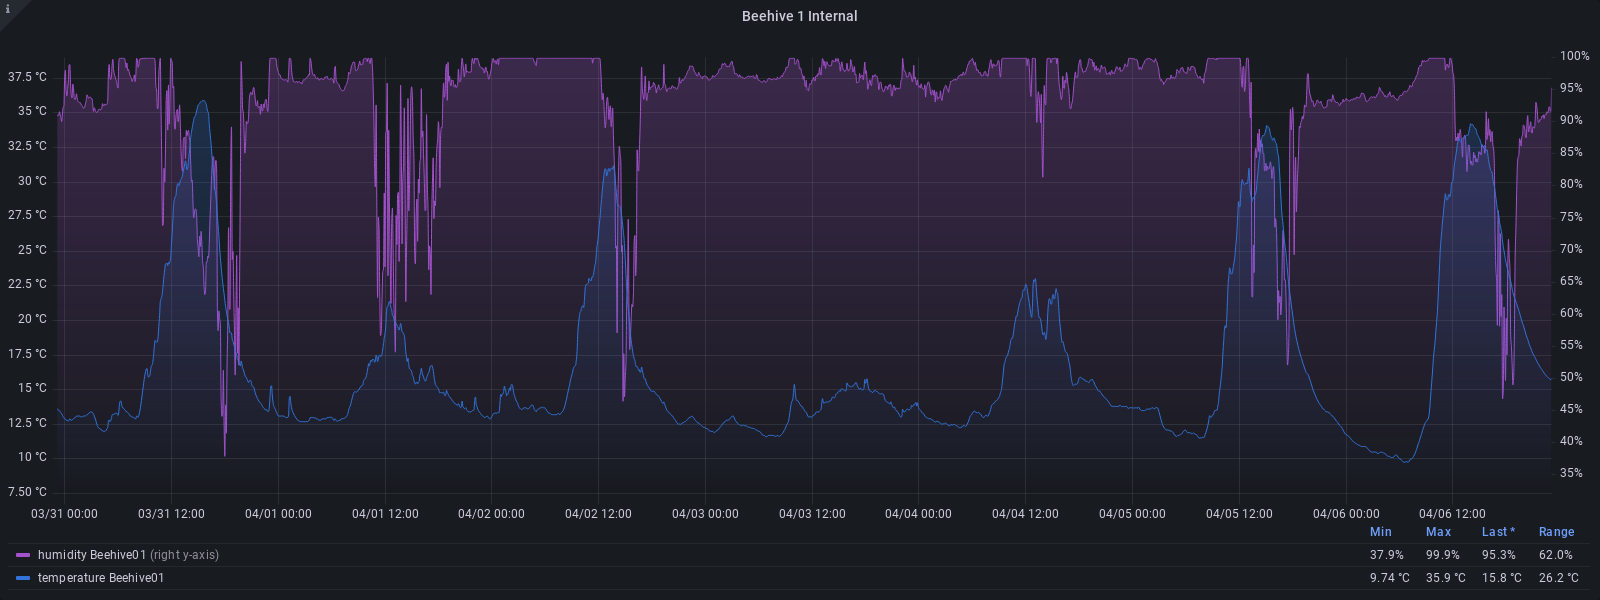 i
Beehive 1 Internal
37.5 °C
35 °C
32.5 °C
30 °C
27.5 °C
25 °C
22.5 °C
20 °C
17.5 °C
15 °C
12.5 °C
10 °C
7.50 °C
100%
95%
90%
85%
80%
75%
70%
65%
60%
55%
50%
45%
40%
35%
03/31 00:00 03/31 12:00 04/01 00:00 04/01 12:00 04/02 00:00 04/02 12:00 04/03 00:00 04/03 12:00 04/04 00:00 04/04 12:00 04/05 00:00 04/05 12:00 04/06 00:00 04/06 12:00
Min Max Last * Range
humidity Beehive01 (right y-axis) 37.9% 99.9% 95.3% 62.0%
temperature Beehive01 9.74 °C 35.9 °C 15.8 °C 26.2 °C